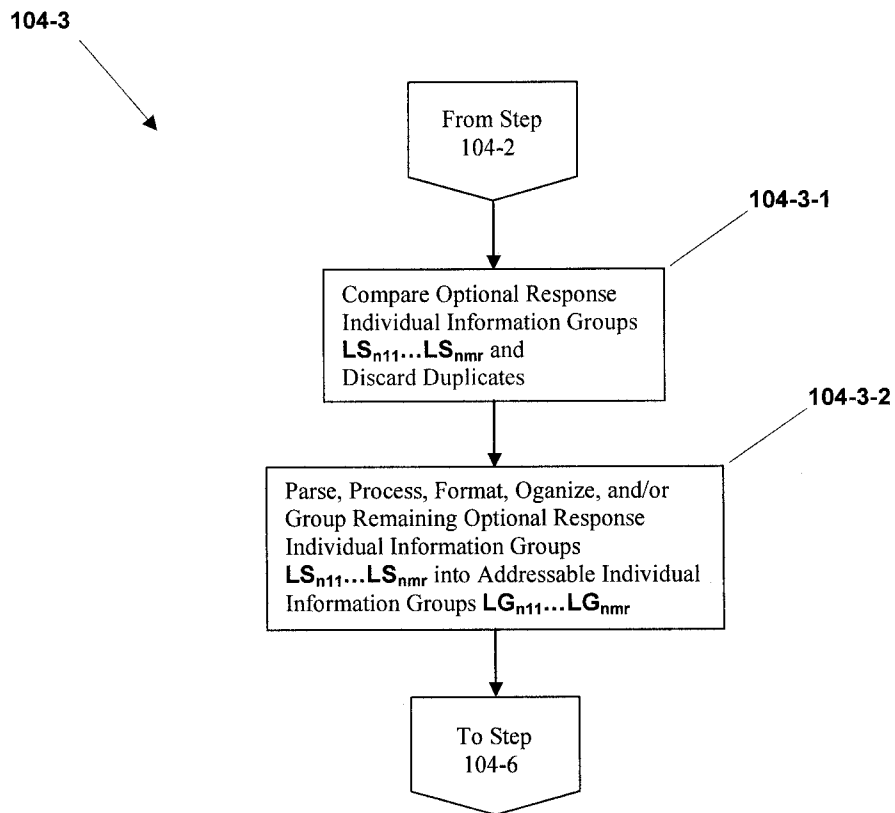 104-3
From Step
104-2
104-3-1
Compare Optional Response
Individual Information Groups
LSn11...LSnmr and
Discard Duplicates
104-3-2
Parse, Process, Format, Oganize, and/or
Group Remaining Optional Response
Individual Information Groups
LSn11...LSnmr into Addressable Individual
Information Groups LGn11...LGnmr
To Step
104-6